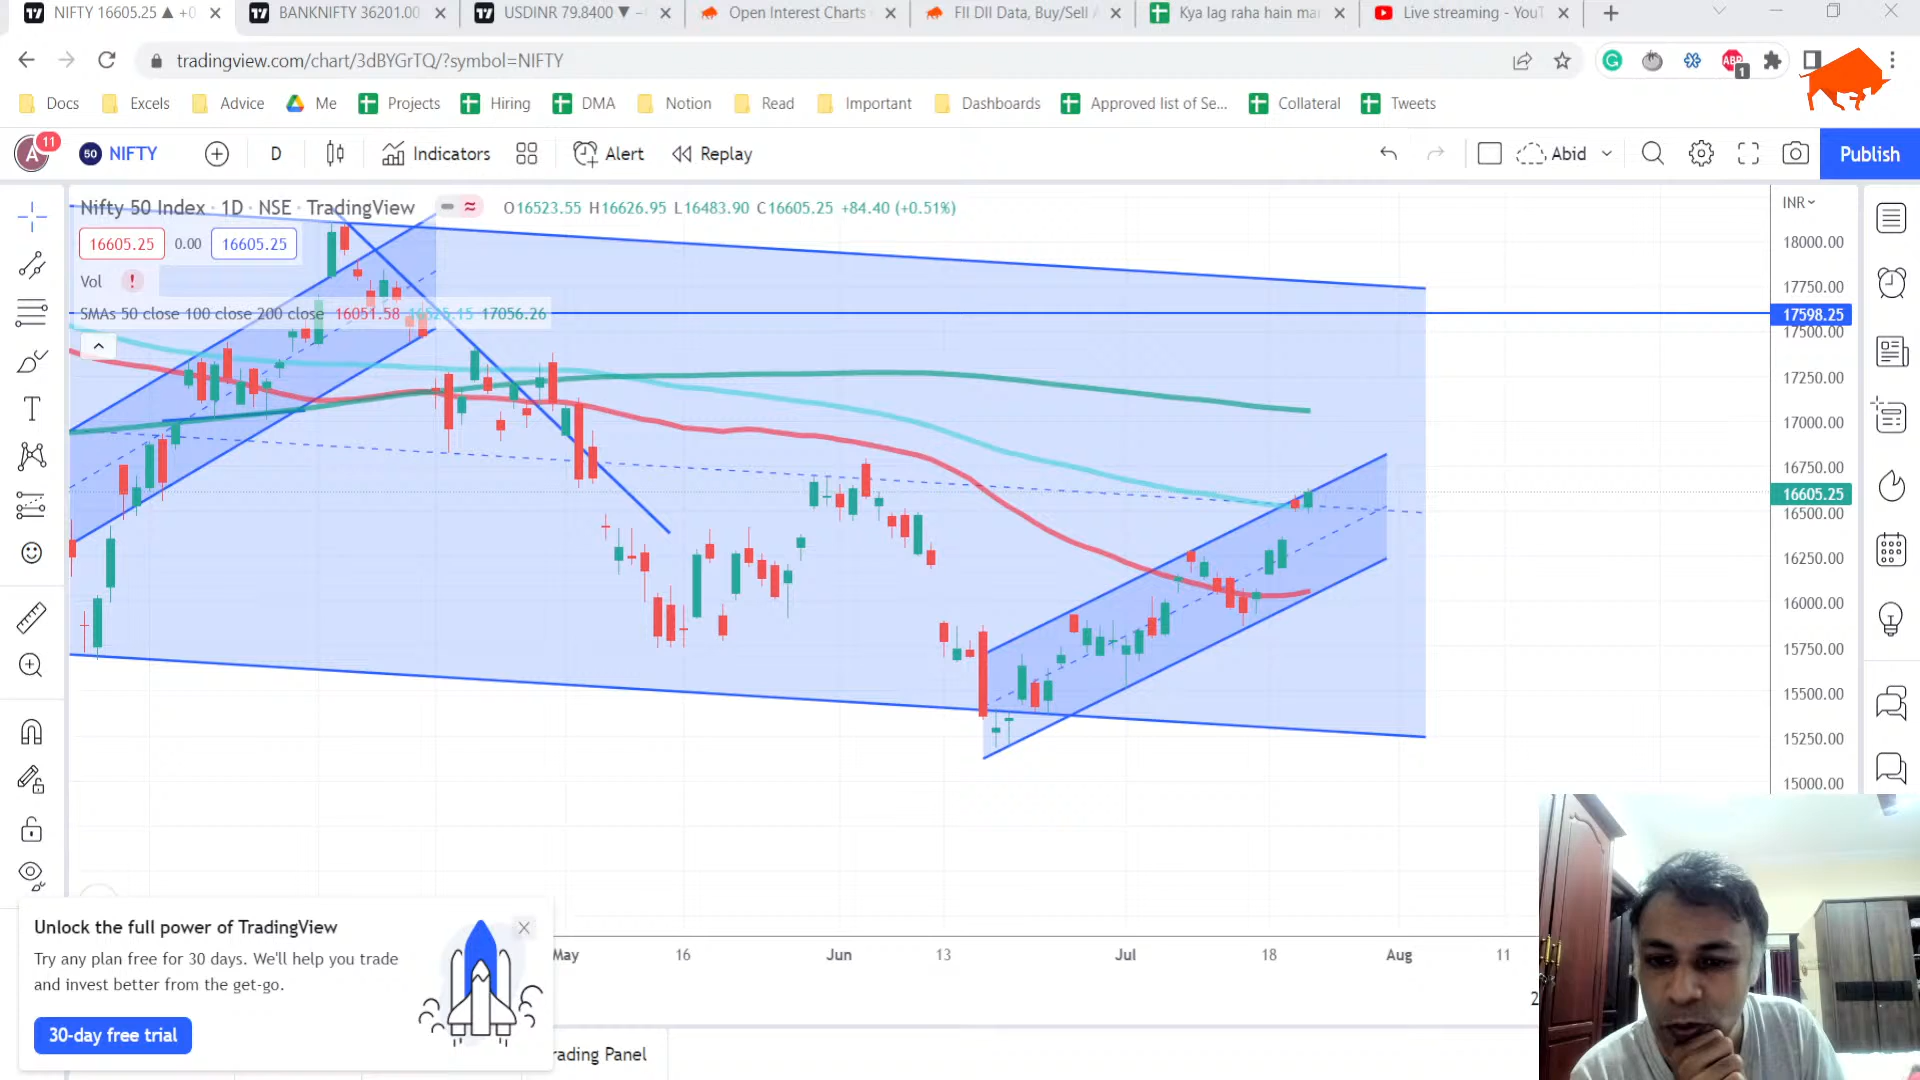 NIFTY 16605.25 ▲ +0
BANKNIFTY 36201.00
USDINR 79.8400 ▼ −
Open Interest Charts
FII DII Data, Buy/Sell
Kya lag raha hain ma
Live streaming - YouT
tradingview.com/chart/3dBYGrTQ/?symbol=NIFTY
G
ABP
1
Docs
Excels
Advice
Me
Projects
Hiring
DMA
Notion
Read
Important
Dashboards
Approved list of Se...
Collateral
Tweets
A
11
50
NIFTY
D
Indicators
Alert
Replay
Abid
Publish
Nifty 50 Index · 1D · NSE · TradingView
O16523.55 H16626.95 L16483.90 C16605.25 +84.40 (+0.51%)
16605.25
0.00
16605.25
Vol
SMAs 50 close 100 close 200 close 16051.58 16525.15 17056.26
INR
18000.00
17750.00
17598.25
17500.00
17250.00
17000.00
16750.00
16605.25
16500.00
16250.00
16000.00
15750.00
15500.00
15250.00
15000.00
May
16
Jun
13
Jul
18
Aug
11
2
Unlock the full power of TradingView
Try any plan free for 30 days. We'll help you trade
and invest better from the get-go.
30-day free trial
rading Panel